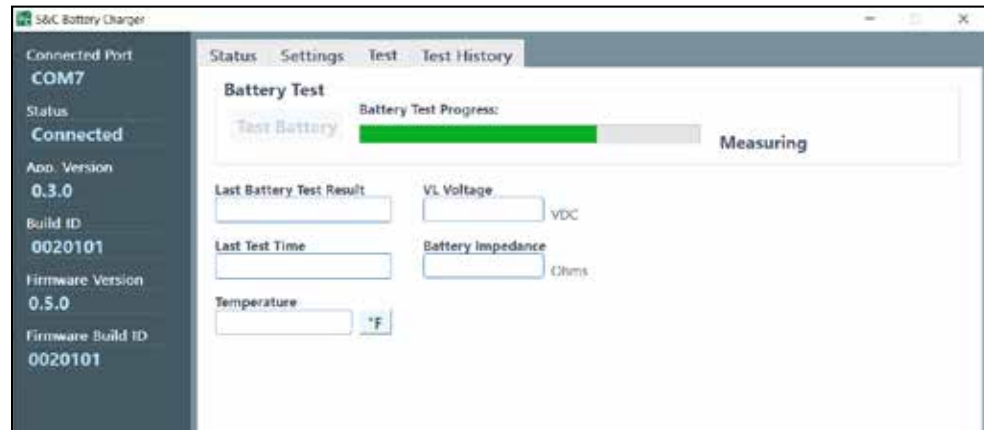 S&C Battery Charger
Connected Port
COM7
Status
Connected
App. Version
0.3.0
Build ID
0020101
Firmware Version
0.5.0
Firmware Build ID
0020101
Status Settings Test Test History
Battery Test
Test Battery
Battery Test Progress:
Measuring
Last Battery Test Result
VL Voltage
VDC
Last Test Time
Battery Impedance
Ohms
Temperature
°F